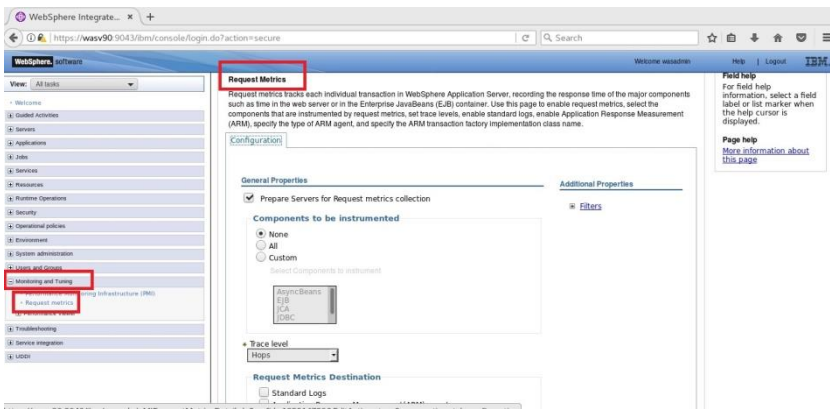 WebSphere Integrate...
https://wasv90:9043/ibm/console/login.do?action=secure
Search
WebSphere. software
Welcome wasadmin
Help | Logout
IBM
View: All tasks
Welcome
Guided Activities
Servers
Applications
Jobs
Services
Resources
Runtime Operations
Security
Operational policies
Environment
System administration
Users and Groups
Monitoring and Tuning
Performance Monitoring Infrastructure (PMI)
Request metrics
Performance Viewer
Troubleshooting
Service integration
UDDI
Request Metrics
Request metrics tracks each individual transaction in WebSphere Application Server, recording the response time of the major components
such as time in the web server or in the Enterprise JavaBeans (EJB) container. Use this page to enable request metrics, select the
components that are instrumented by request metrics, set trace levels, enable standard logs, enable Application Response Measurement
(ARM), specify the type of ARM agent, and specify the ARM transaction factory implementation
class name.
Configuration
General Properties
Prepare Servers for Request metrics collection
Components to be instrumented
None
All
Custom
Select Components to instrument
AsyncBeans
EJB
JCA
JDBC
Trace level
Hops
Request Metrics Destination
Standard Logs
Additional Properties
Filters
Field help
For field help
information, select a field
label or list marker when
the help cursor is
displayed.
Page help
More information about
this page